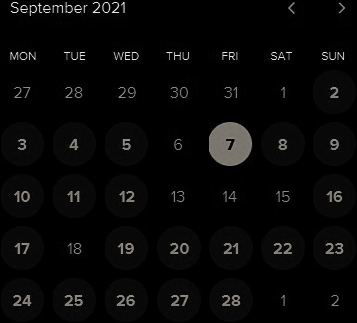 September 2021 < >
MON TUE WED THU FRI SAT SUN
27 28 29 30 31 1 2
3 4 5 6 7 8 9
10 11 12 13 14 15 16
17 18 19 20 21 22 23
24 25 26 27 28 1 2